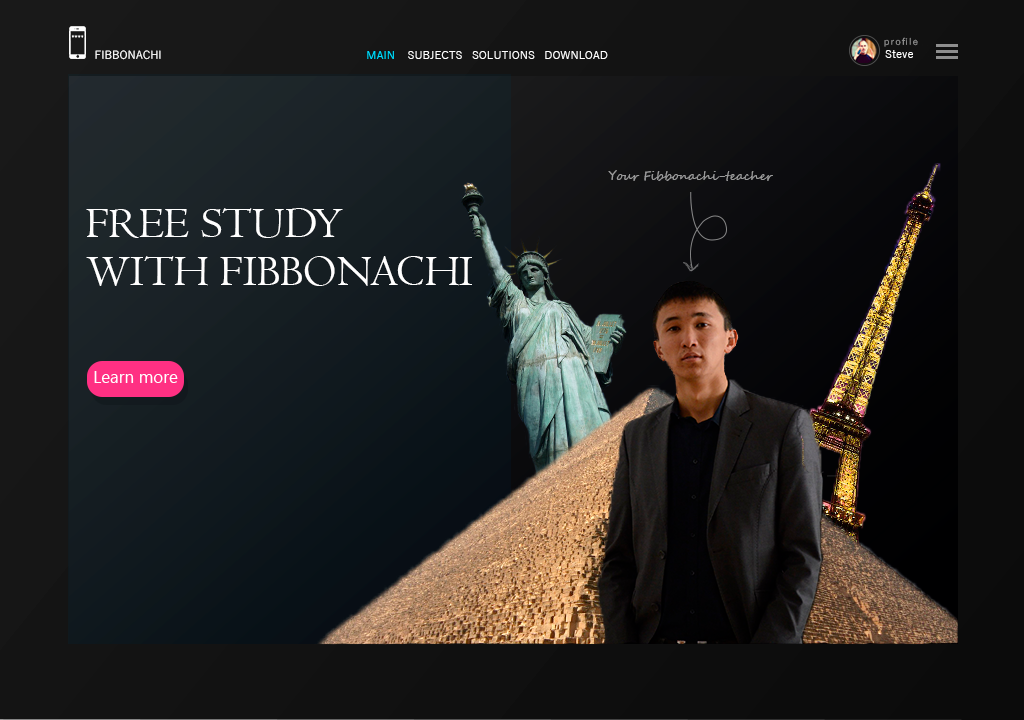 FIBBONACHI
MAIN SUBJECTS SOLUTIONS DOWNLOAD
profile
Steve
Your Fibbonachi-teacher
FREE STUDY
WITH FIBBONACHI
Learn more